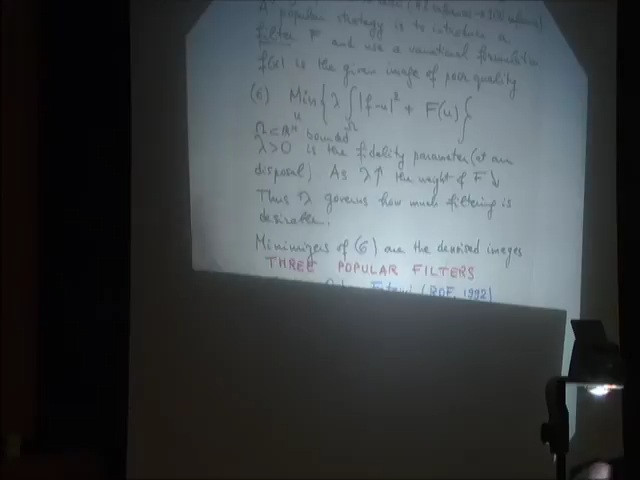 popular strategy is to introduce a
filter F and use a variational formulation
f(x) is the given image of poor quality
(6) Min u { λ ∫Ω |f-u|² + F(u) }
Ω ⊂ ℝⁿ bounded
λ>0 is the fidelity parameter (at our
disposal) As λ↑ the weight of F ↘
Thus λ governs how much filtering is
desirable.
Minimizers of (6) are the denoised images
THREE POPULAR FILTERS
(ROF, 1992)